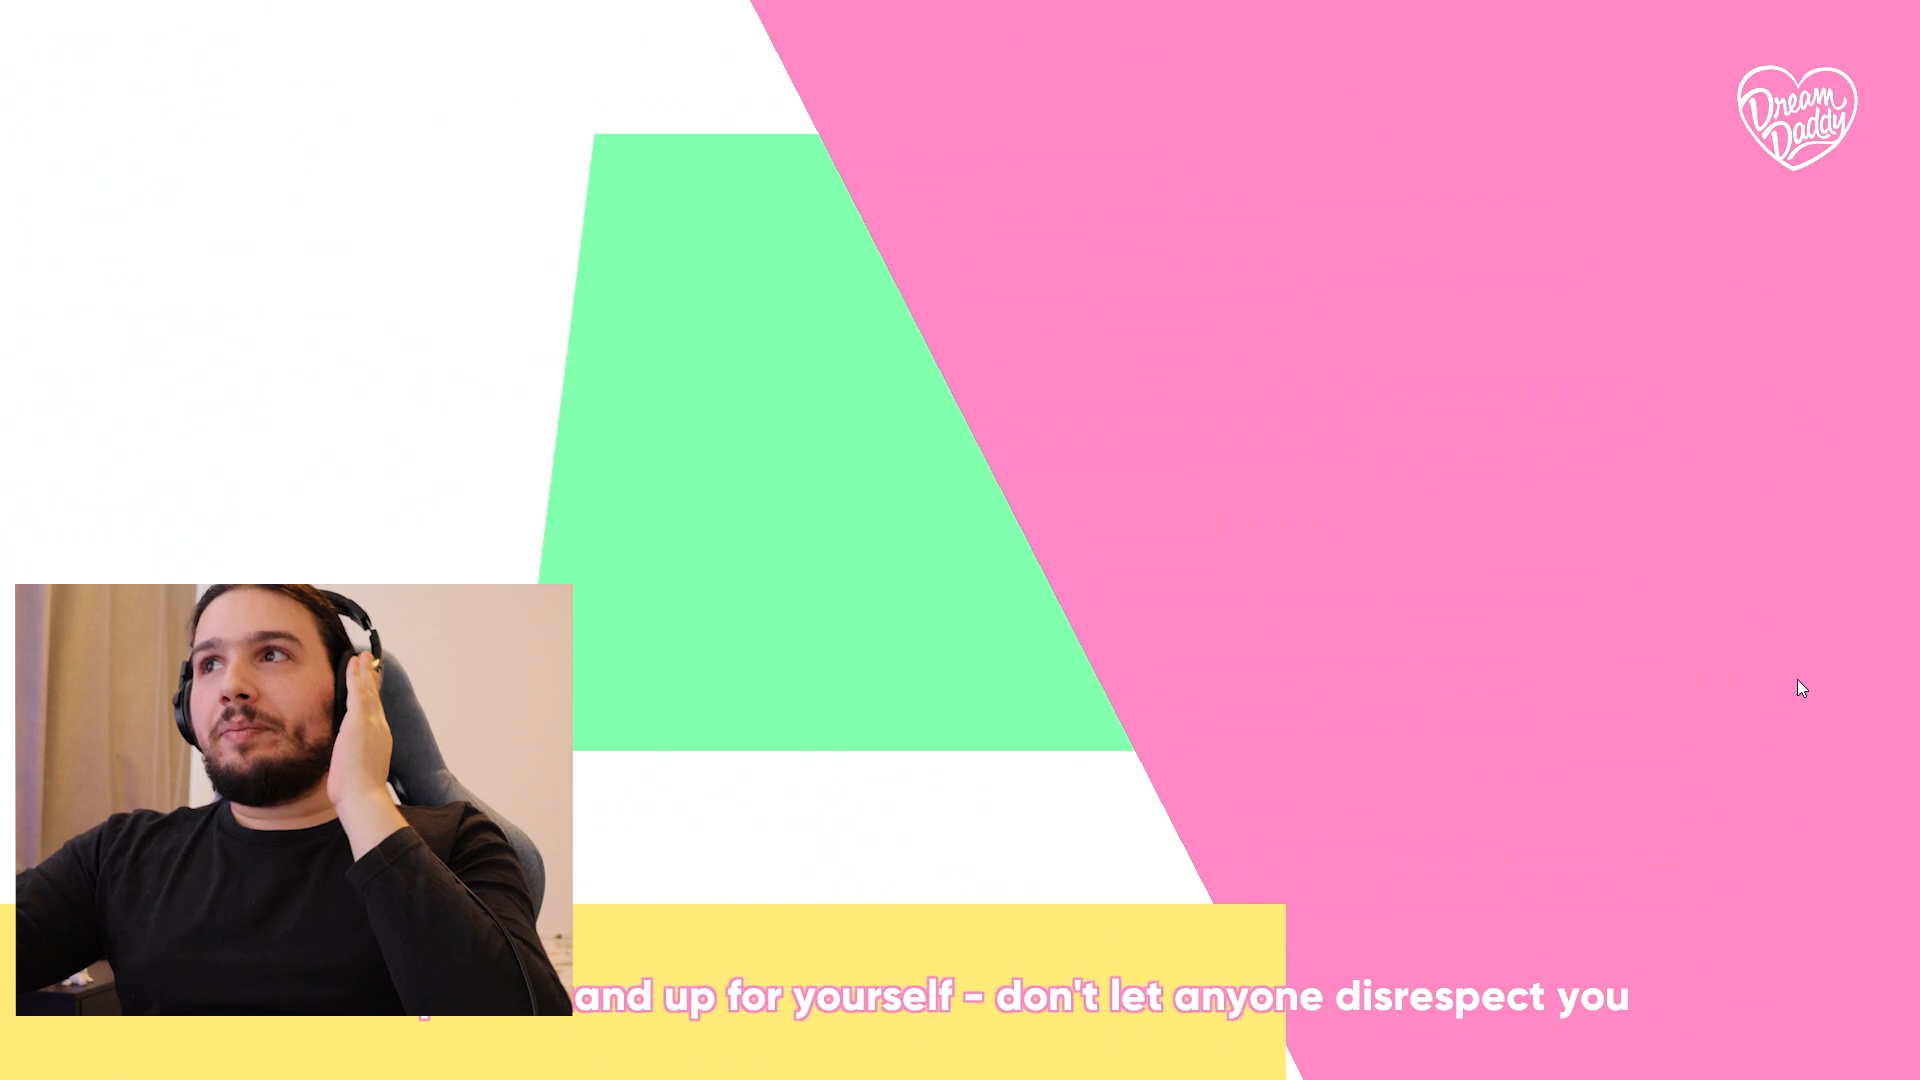 Dream
Daddy
and up for yourself - don't let anyone disrespect you